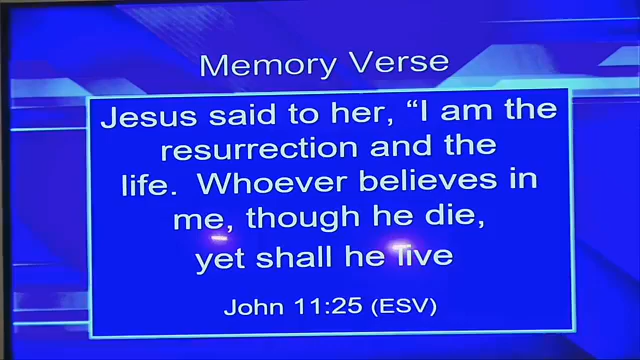 Memory Verse
Jesus said to her, “I am the
resurrection and the
life.  Whoever believes in
me, though he die,
yet shall he live
John 11:25 (ESV)